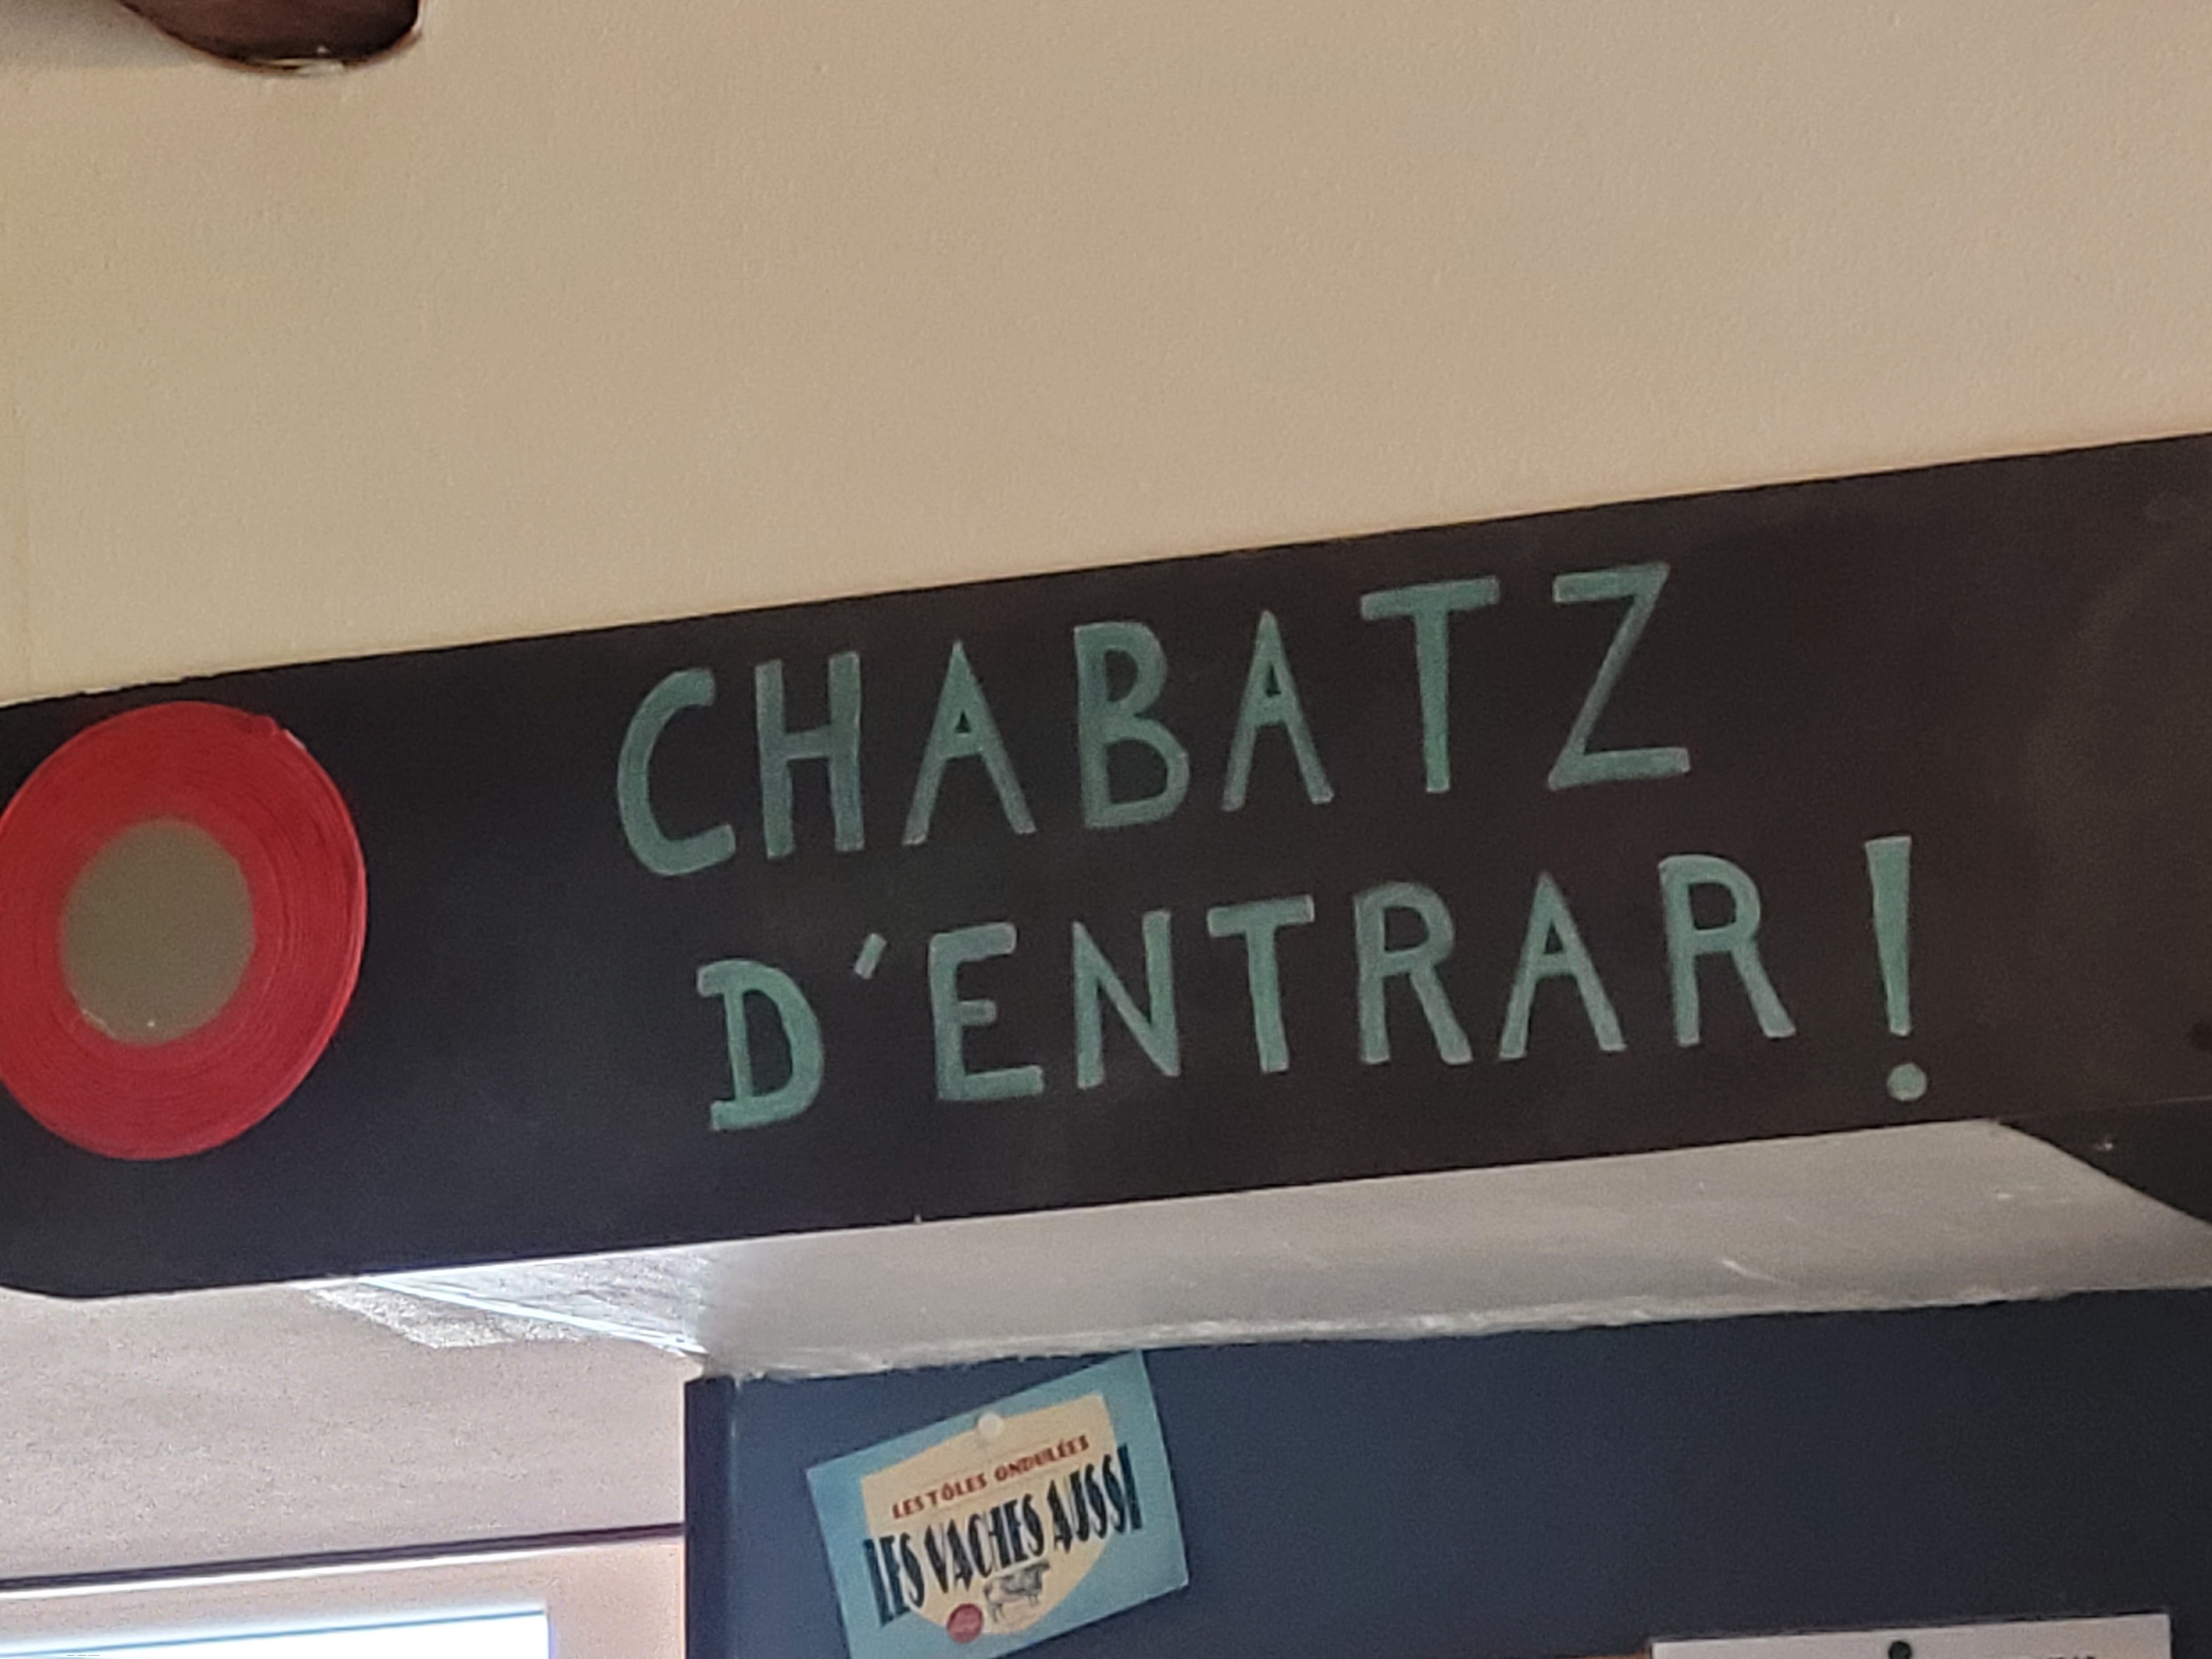 CHABATZ
D'ENTRAR!
LES TÔLES ONDULÉES
LES VACHES AUSSI